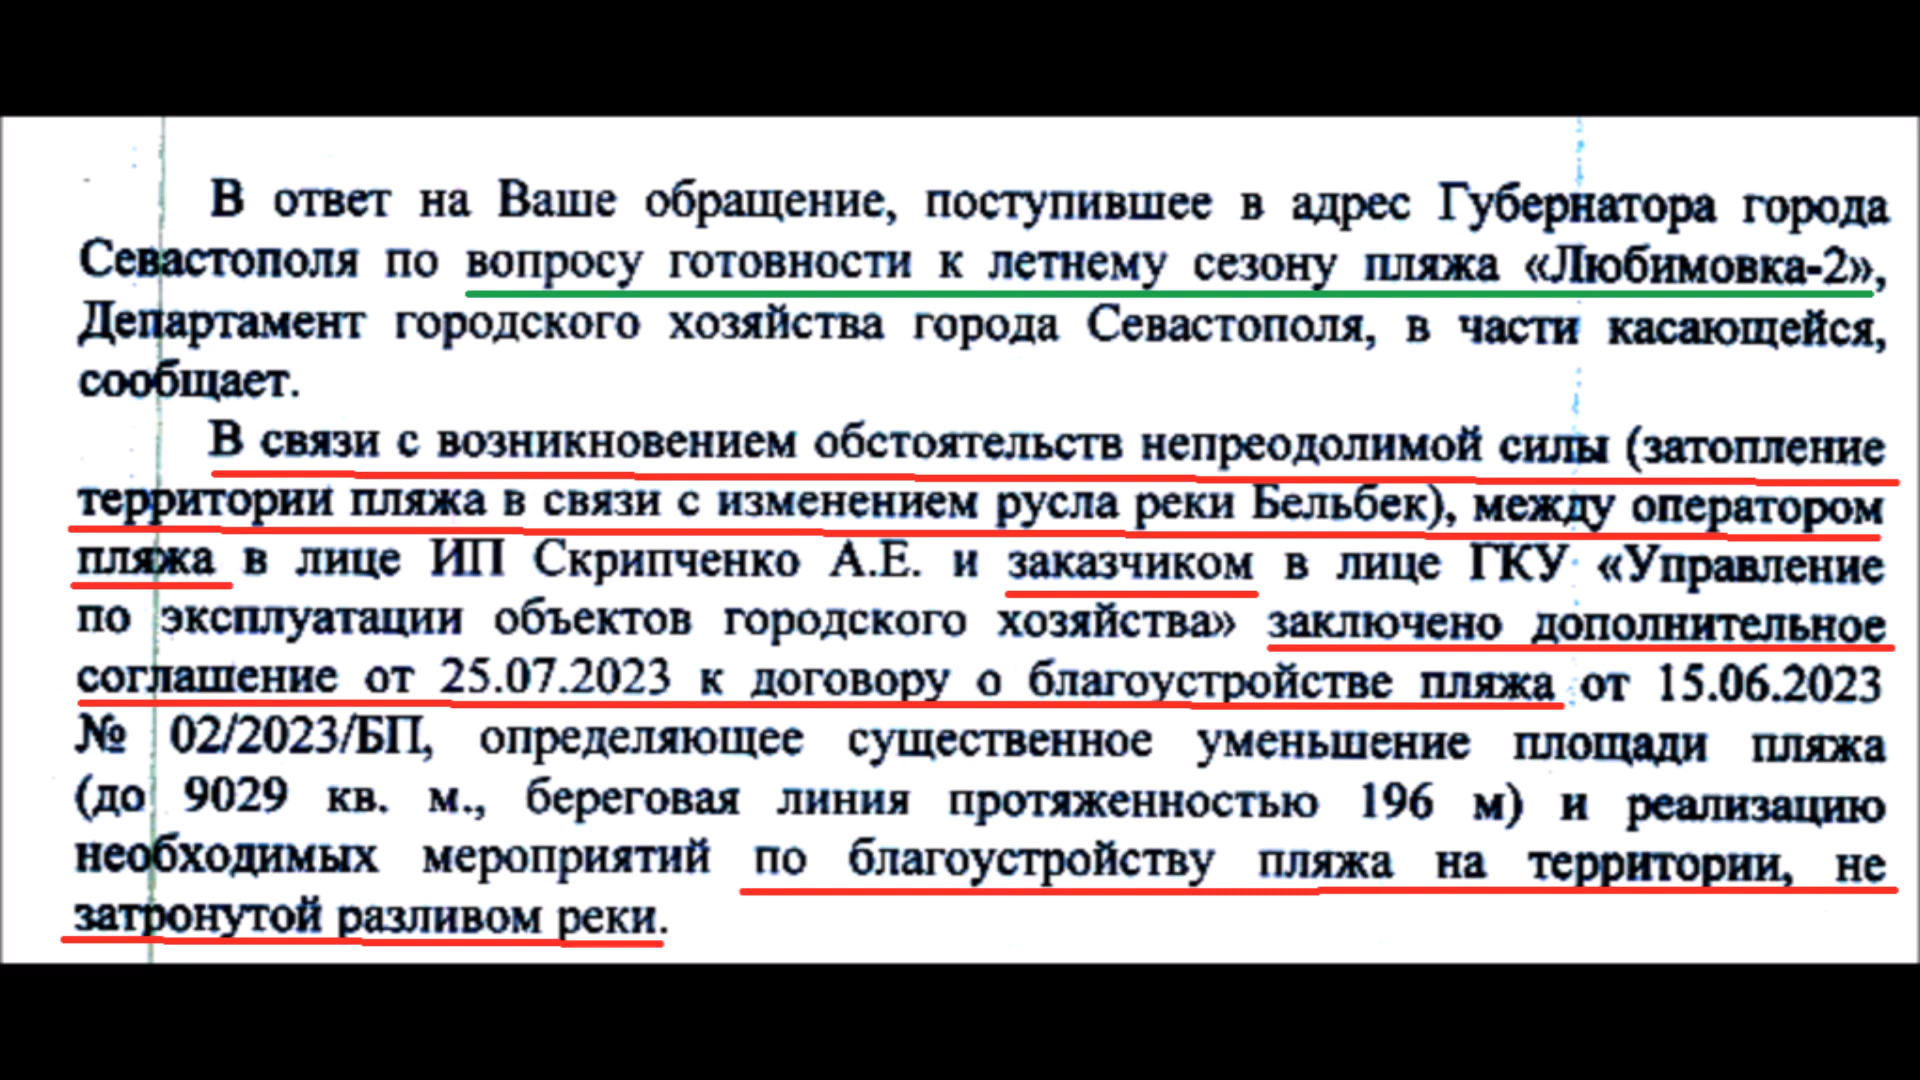 В ответ на Ваше обращение, поступившее в адрес Губернатора города
Севастополя по вопросу готовности к летнему сезону пляжа «Любимовка-2»,
Департамент городского хозяйства города Севастополя, в части касающейся,
сообщает.
В связи с возникновением обстоятельств непреодолимой силы (затопление
территории пляжа в связи с изменением русла реки Бельбек), между оператором
пляжа в лице ИП Скрипченко А.Е. и заказчиком в лице ГКУ «Управление
по эксплуатации объектов городского хозяйства» заключено дополнительное
соглашение от 25.07.2023 к договору о благоустройстве пляжа от 15.06.2023
№ 02/2023/БП, определяющее существенное уменьшение площади пляжа
(до 9029 кв. м., береговая линия протяженностью 196 м) и реализацию
необходимых мероприятий по благоустройству пляжа на территории, не
затронутой разливом реки.